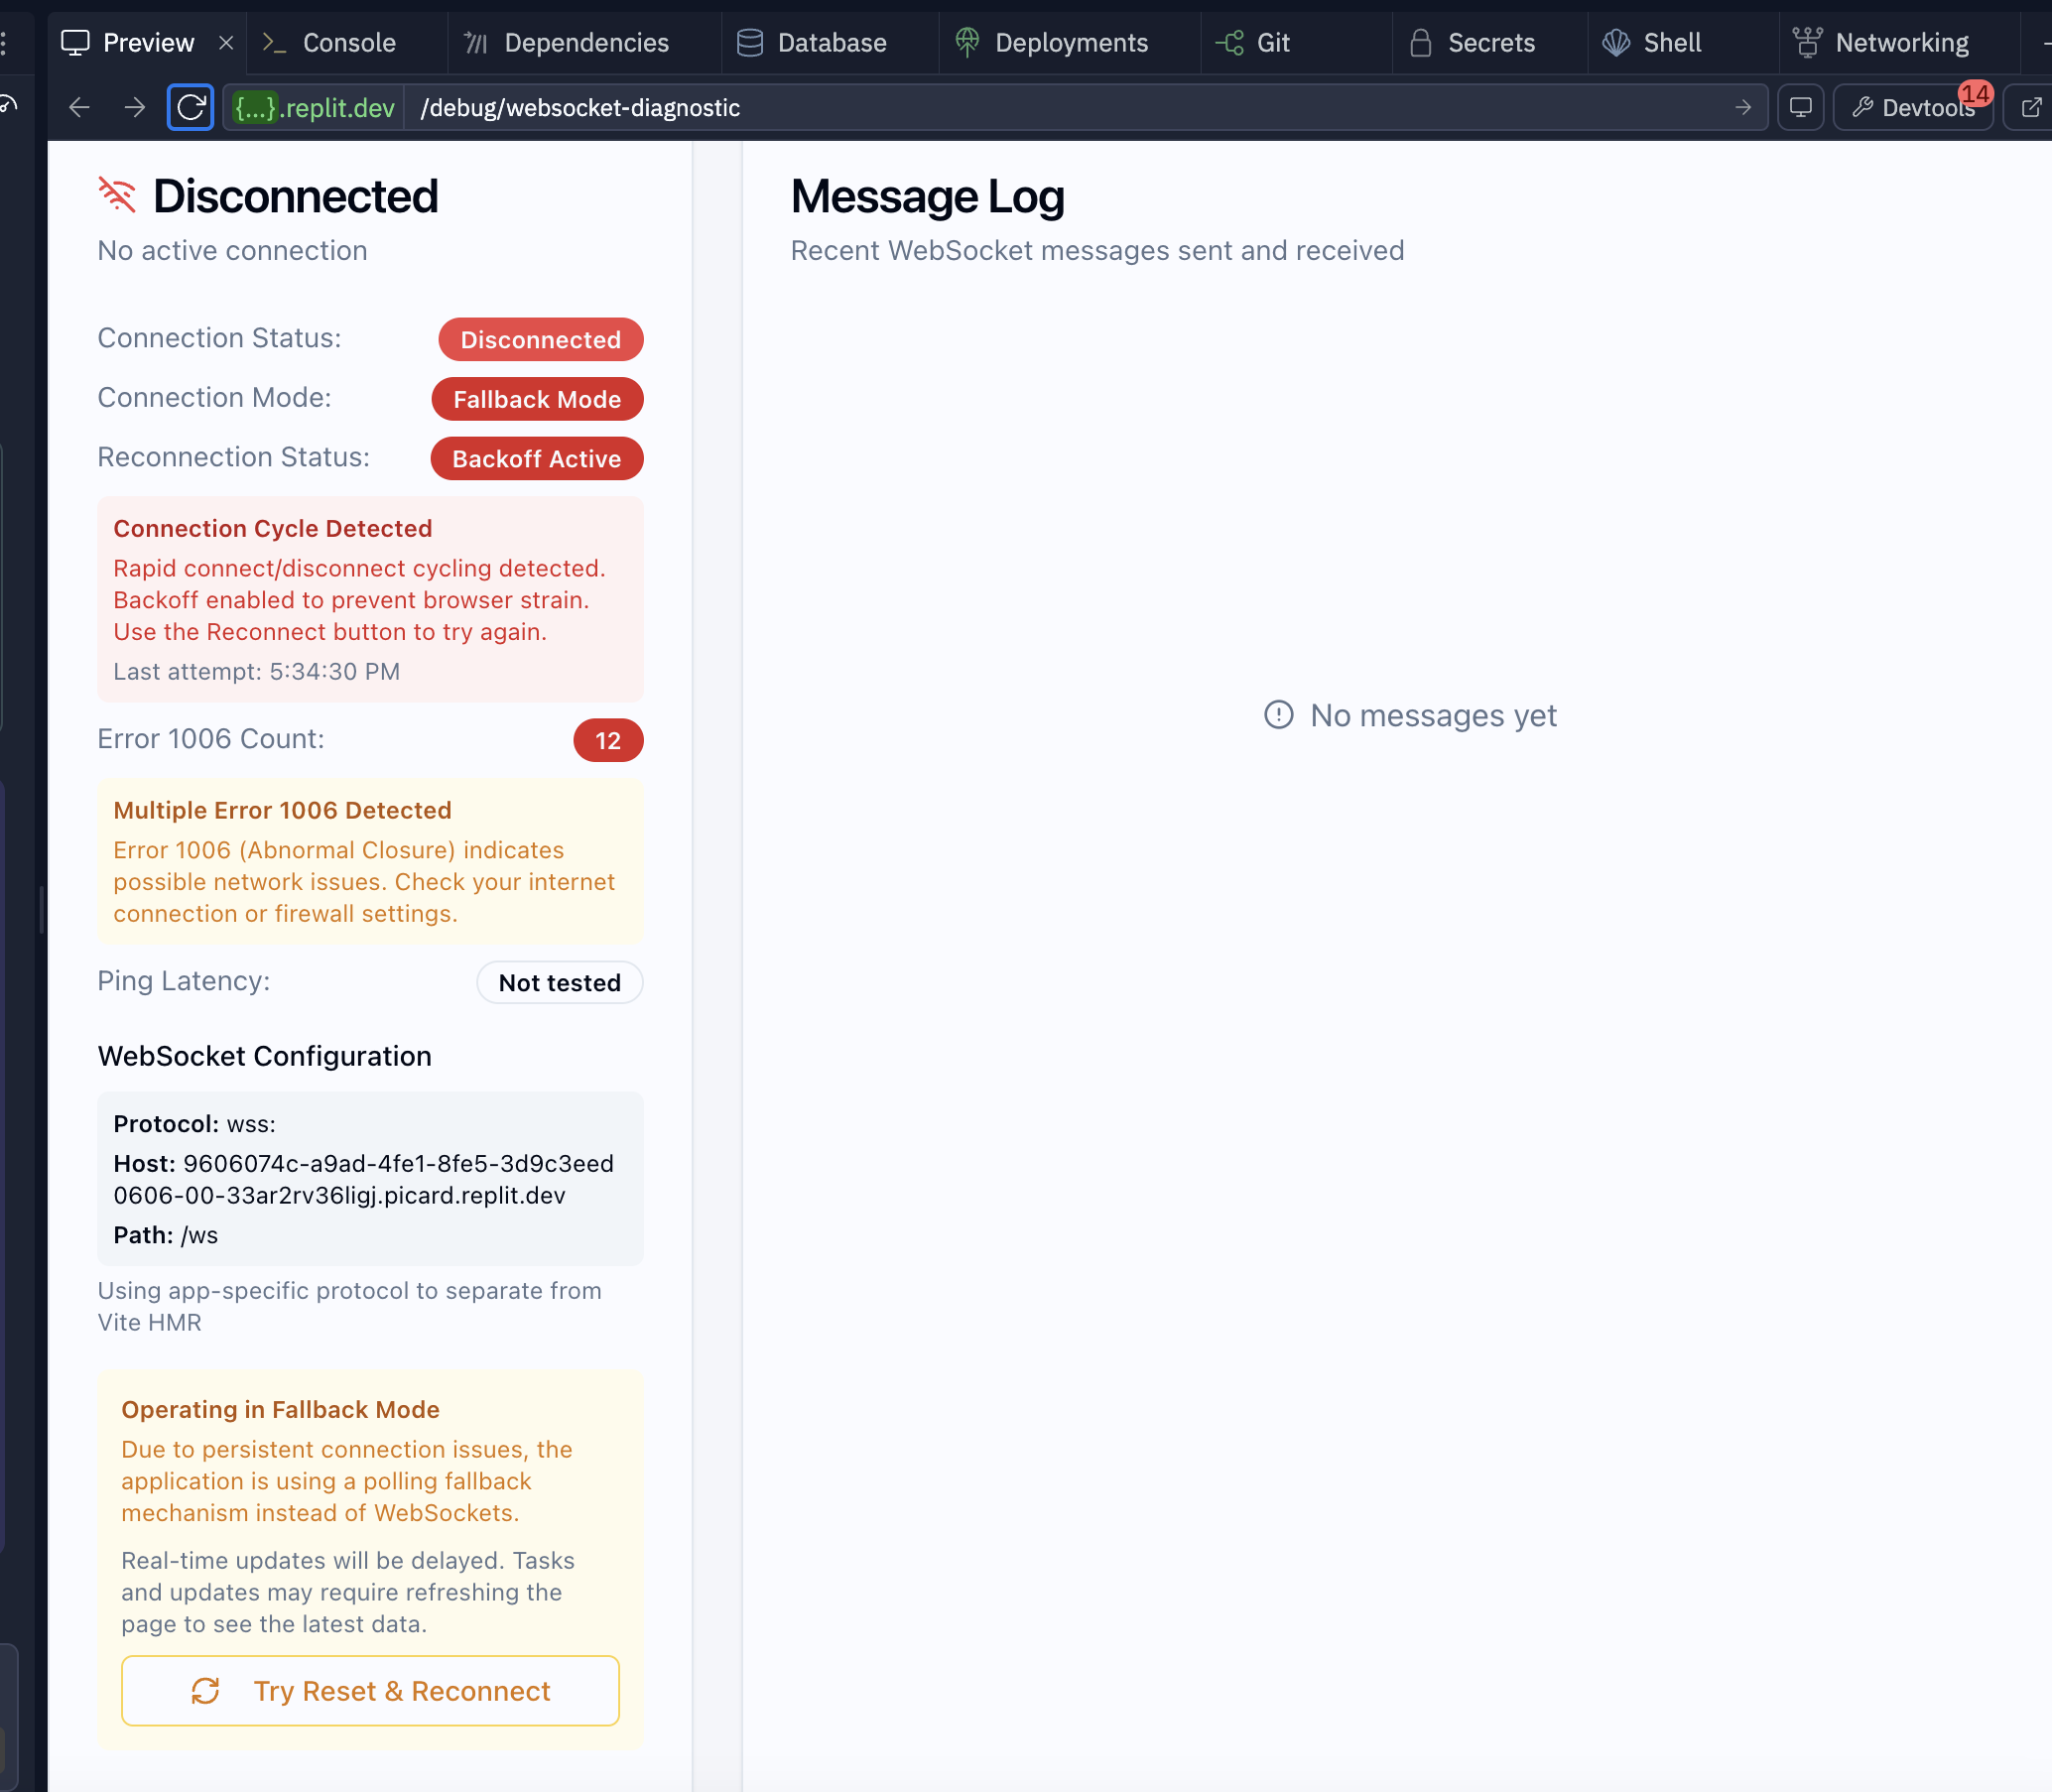 Preview
Console
Dependencies
Database
Deployments
Git
Secrets
Shell
Networking
{...}.replit.dev
/debug/websocket-diagnostic
Devtools
14
Disconnected
No active connection
Connection Status:
Disconnected
Connection Mode:
Fallback Mode
Reconnection Status:
Backoff Active
Connection Cycle Detected
Rapid connect/disconnect cycling detected.
Backoff enabled to prevent browser strain.
Use the Reconnect button to try again.
Last attempt: 5:34:30 PM
Error 1006 Count:
12
Multiple Error 1006 Detected
Error 1006 (Abnormal Closure) indicates
possible network issues. Check your internet
connection or firewall settings.
Ping Latency:
Not tested
WebSocket Configuration
Protocol: wss:
Host: 9606074c-a9ad-4fe1-8fe5-3d9c3eed
0606-00-33ar2rv36ligj.picard.replit.dev
Path: /ws
Using app-specific protocol to separate from
Vite HMR
Operating in Fallback Mode
Due to persistent connection issues, the
application is using a polling fallback
mechanism instead of WebSockets.
Real-time updates will be delayed. Tasks
and updates may require refreshing the
page to see the latest data.
Try Reset & Reconnect
Message Log
Recent WebSocket messages sent and received
No messages yet